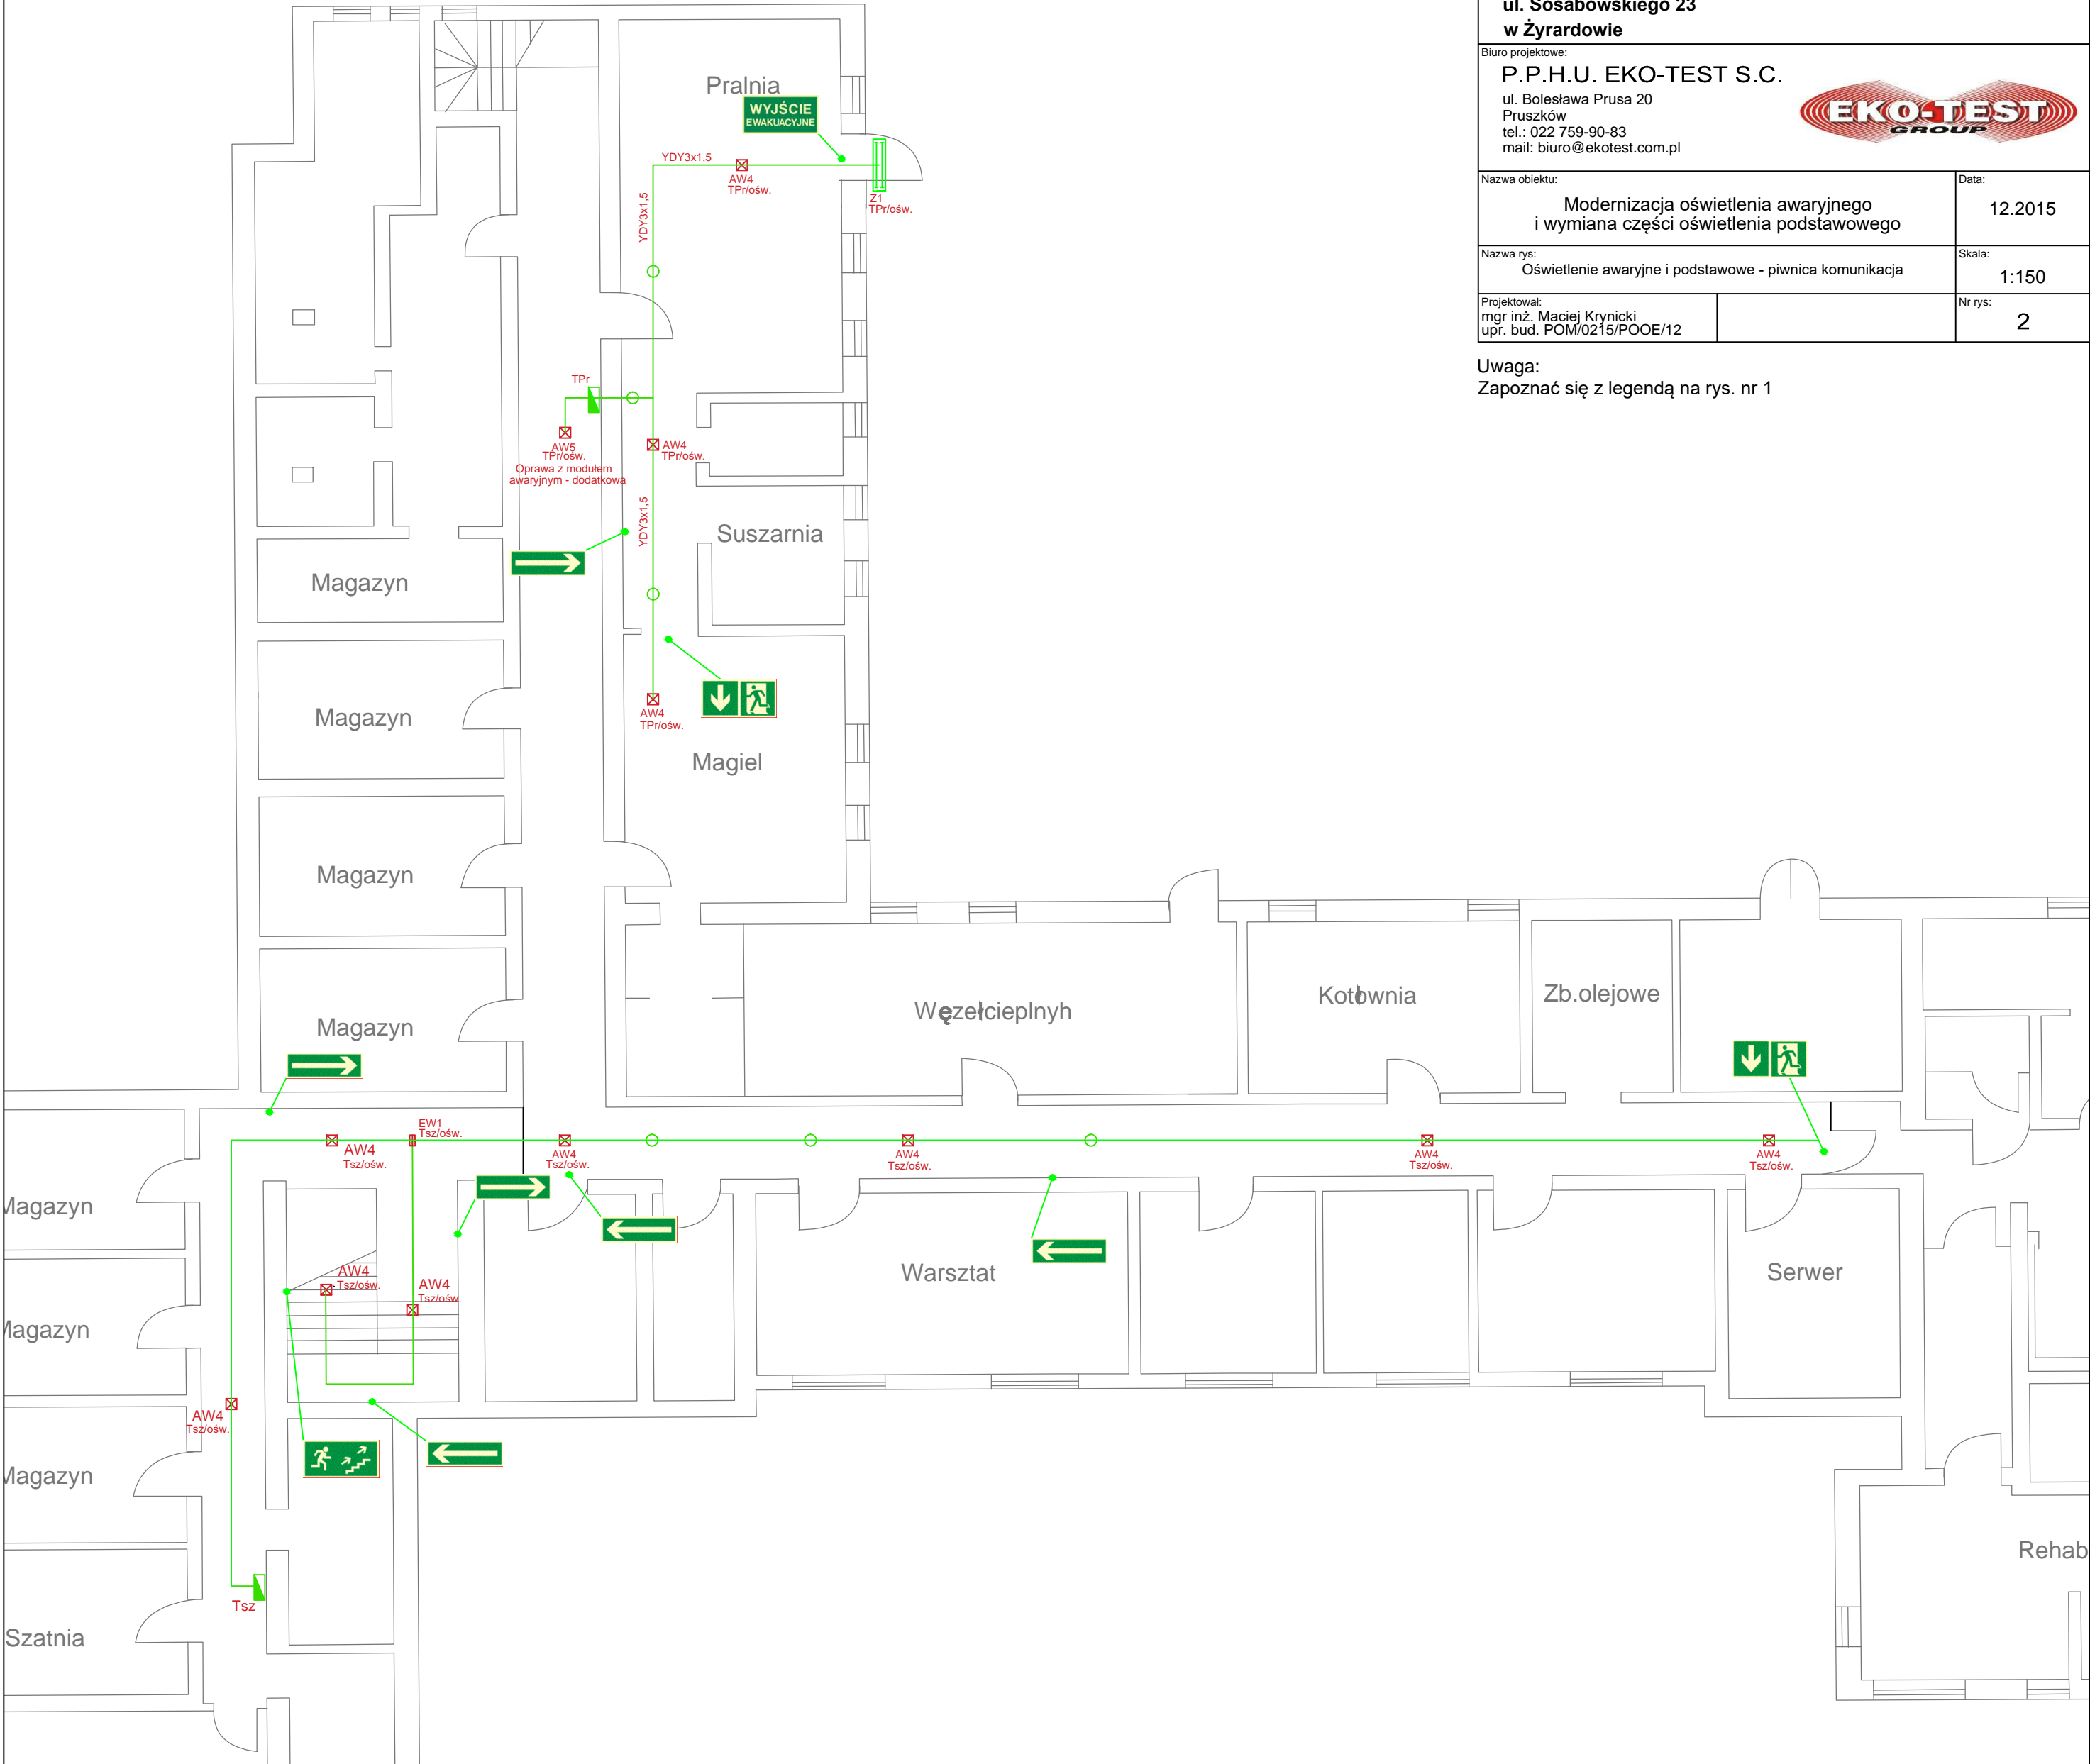 ul. Sosabowskiego 23
w Żyrardowie
Biuro projektowe:
P.P.H.U. EKO-TEST S.C.
ul. Bolesława Prusa 20
Pruszków
tel.: 022 759-90-83
mail: biuro@ekotest.com.pl
EKO-TEST
GROUP
Nazwa obiektu:
Modernizacja oświetlenia awaryjnego
i wymiana części oświetlenia podstawowego
Data:
12.2015
Nazwa rys:
Oświetlenie awaryjne i podstawowe - piwnica komunikacja
Skala:
1:150
Projektował:
mgr inż. Maciej Krynicki
upr. bud. POM/0215/POOE/12
Nr rys:
2
Uwaga:
Zapoznać się z legendą na rys. nr 1
Pralnia
WYJŚCIE
EWAKUACYJNE
YDY3x1,5
AW4
TPr/ośw.
Z1
TPr/ośw.
YDY3x1,5
TPr
AW5
TPr/ośw.
Oprawa z modułem
awaryjnym - dodatkowa
AW4
TPr/ośw.
YDY3x1,5
Suszarnia
Magazyn
Magazyn
AW4
TPr/ośw.
Magiel
Magazyn
Magazyn
Węzełcieplnyh
Kotłownia
Zb.olejowe
EW1
Tsz/ośw.
AW4
Tsz/ośw.
AW4
Tsz/ośw.
AW4
Tsz/ośw.
AW4
Tsz/ośw.
AW4
Tsz/ośw.
Magazyn
AW4
Tsz/ośw.
AW4
Tsz/ośw.
Warsztat
Serwer
Magazyn
AW4
Tsz/ośw.
Magazyn
Tsz
Szatnia
Rehab